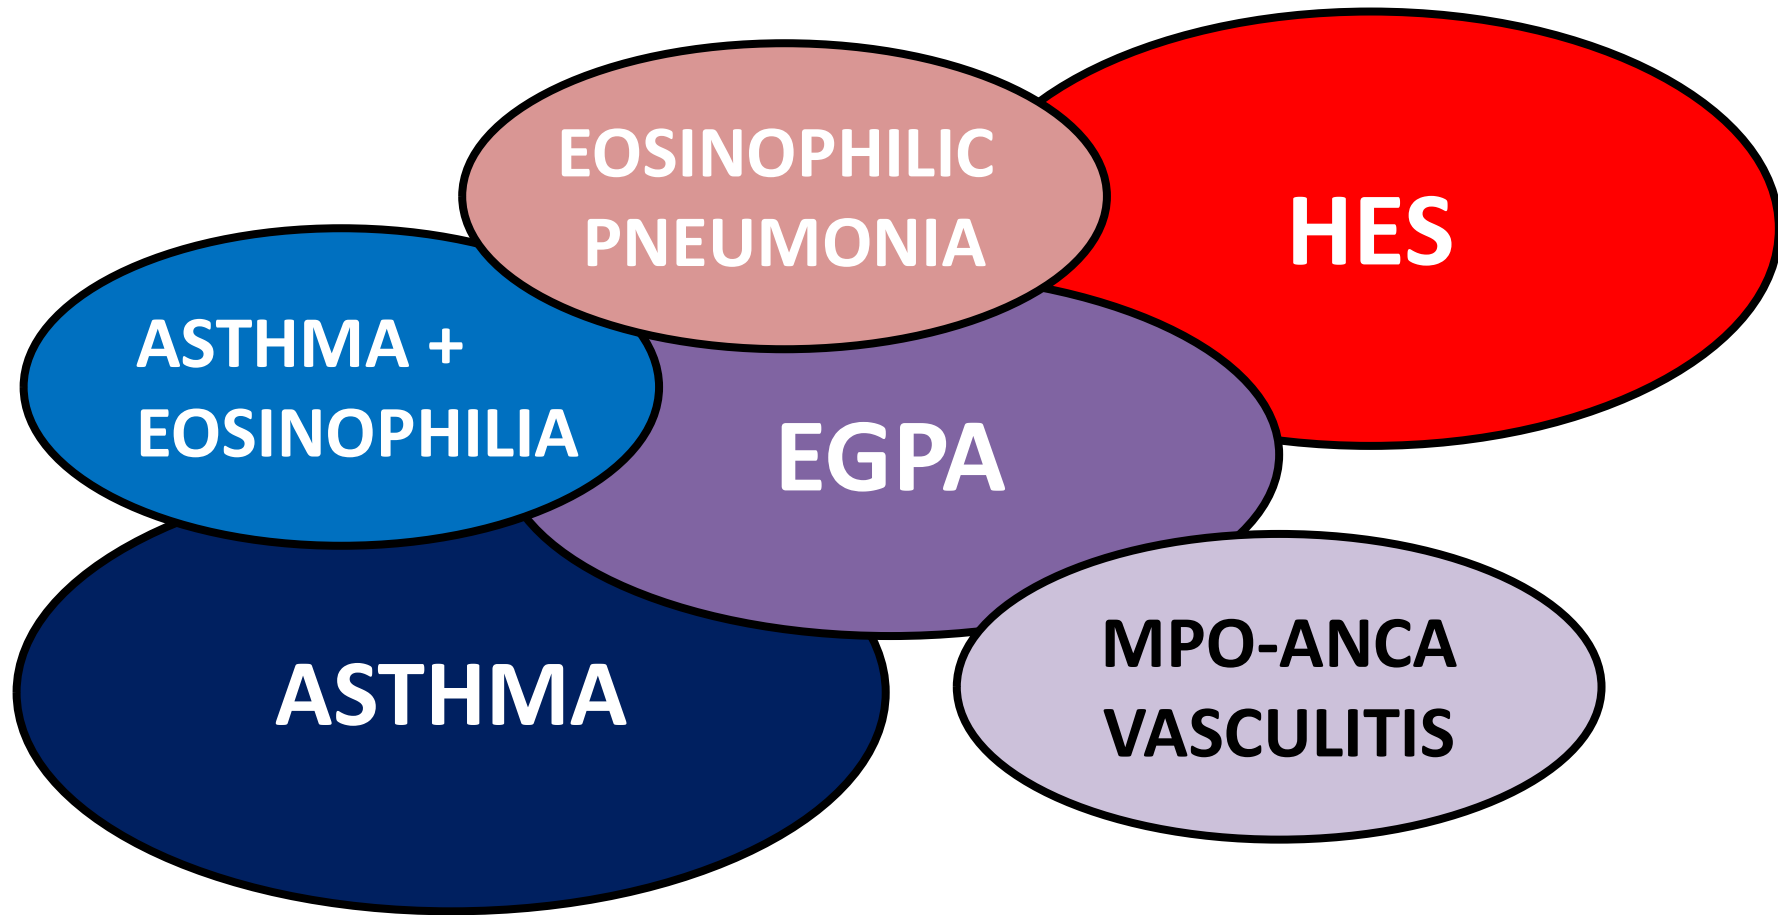 EOSINOPHILIC
PNEUMONIA
HES
ASTHMA +
EOSINOPHILIA
EGPA
ASTHMA
MPO-ANCA
VASCULITIS